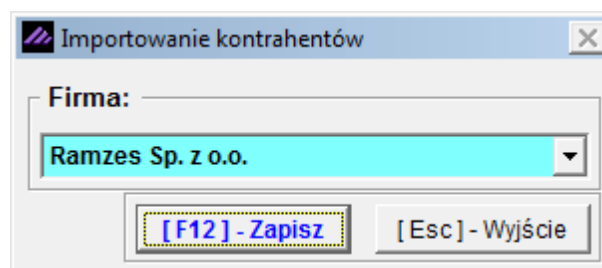 Importowanie kontrahentów
Firma:
Ramzes Sp. z o.o.
[ F12 ] - Zapisz
[ Esc ] - Wyjście